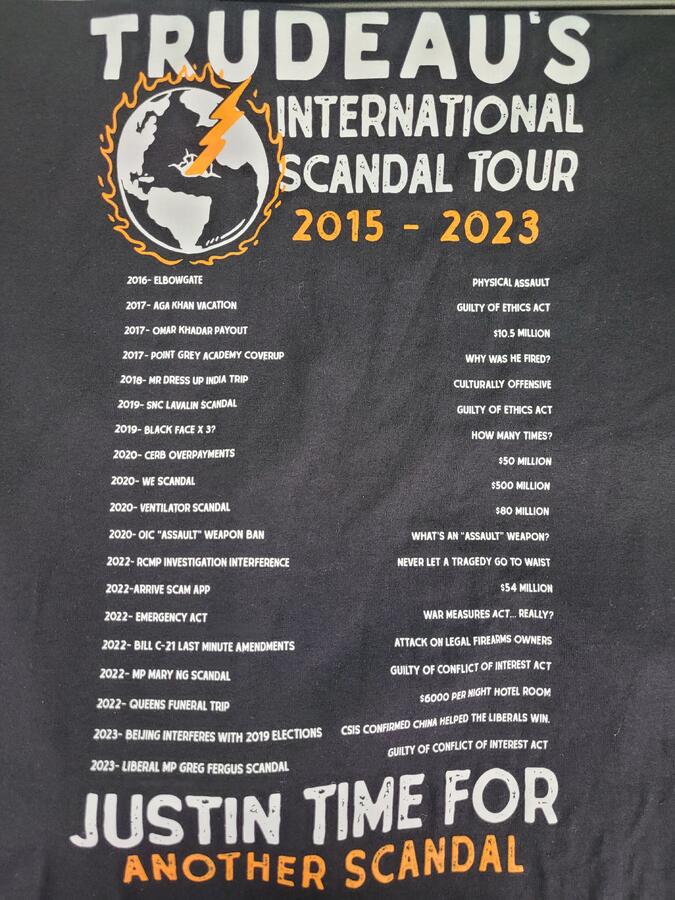 TRUDEAU'S
INTERNATIONAL
SCANDAL TOUR
2015 - 2023
2016- ELBOWGATE PHYSICAL ASSAULT
2017- AGA KHAN VACATION GUILTY OF ETHICS ACT
2017- OMAR KHADAR PAYOUT $10.5 MILLION
2017- POINT GREY ACADEMY COVERUP WHY WAS HE FIRED?
2018- MR DRESS UP INDIA TRIP CULTURALLY OFFENSIVE
2019- SNC LAVALIN SCANDAL GUILTY OF ETHICS ACT
2019- BLACK FACE X 3? HOW MANY TIMES?
2020- CERB OVERPAYMENTS $50 MILLION
2020- WE SCANDAL $500 MILLION
2020- VENTILATOR SCANDAL $80 MILLION
2020- OIC "ASSAULT" WEAPON BAN WHAT'S AN "ASSAULT" WEAPON?
2022- RCMP INVESTIGATION INTERFERENCE NEVER LET A TRAGEDY GO TO WAIST
2022-ARRIVE SCAM APP $54 MILLION
2022- EMERGENCY ACT WAR MEASURES ACT... REALLY?
2022- BILL C-21 LAST MINUTE AMENDMENTS ATTACK ON LEGAL FIREARMS OWNERS
2022- MP MARY NG SCANDAL GUILTY OF CONFLICT OF INTEREST ACT
2022- QUEENS FUNERAL TRIP $6000 PER NIGHT HOTEL ROOM
2023- BEIJING INTERFERES WITH 2019 ELECTIONS CSIS CONFIRMED CHINA HELPED THE LIBERALS WIN.
2023- LIBERAL MP GREG FERGUS SCANDAL GUILTY OF CONFLICT OF INTEREST ACT
JUSTIN TIME FOR
ANOTHER SCANDAL